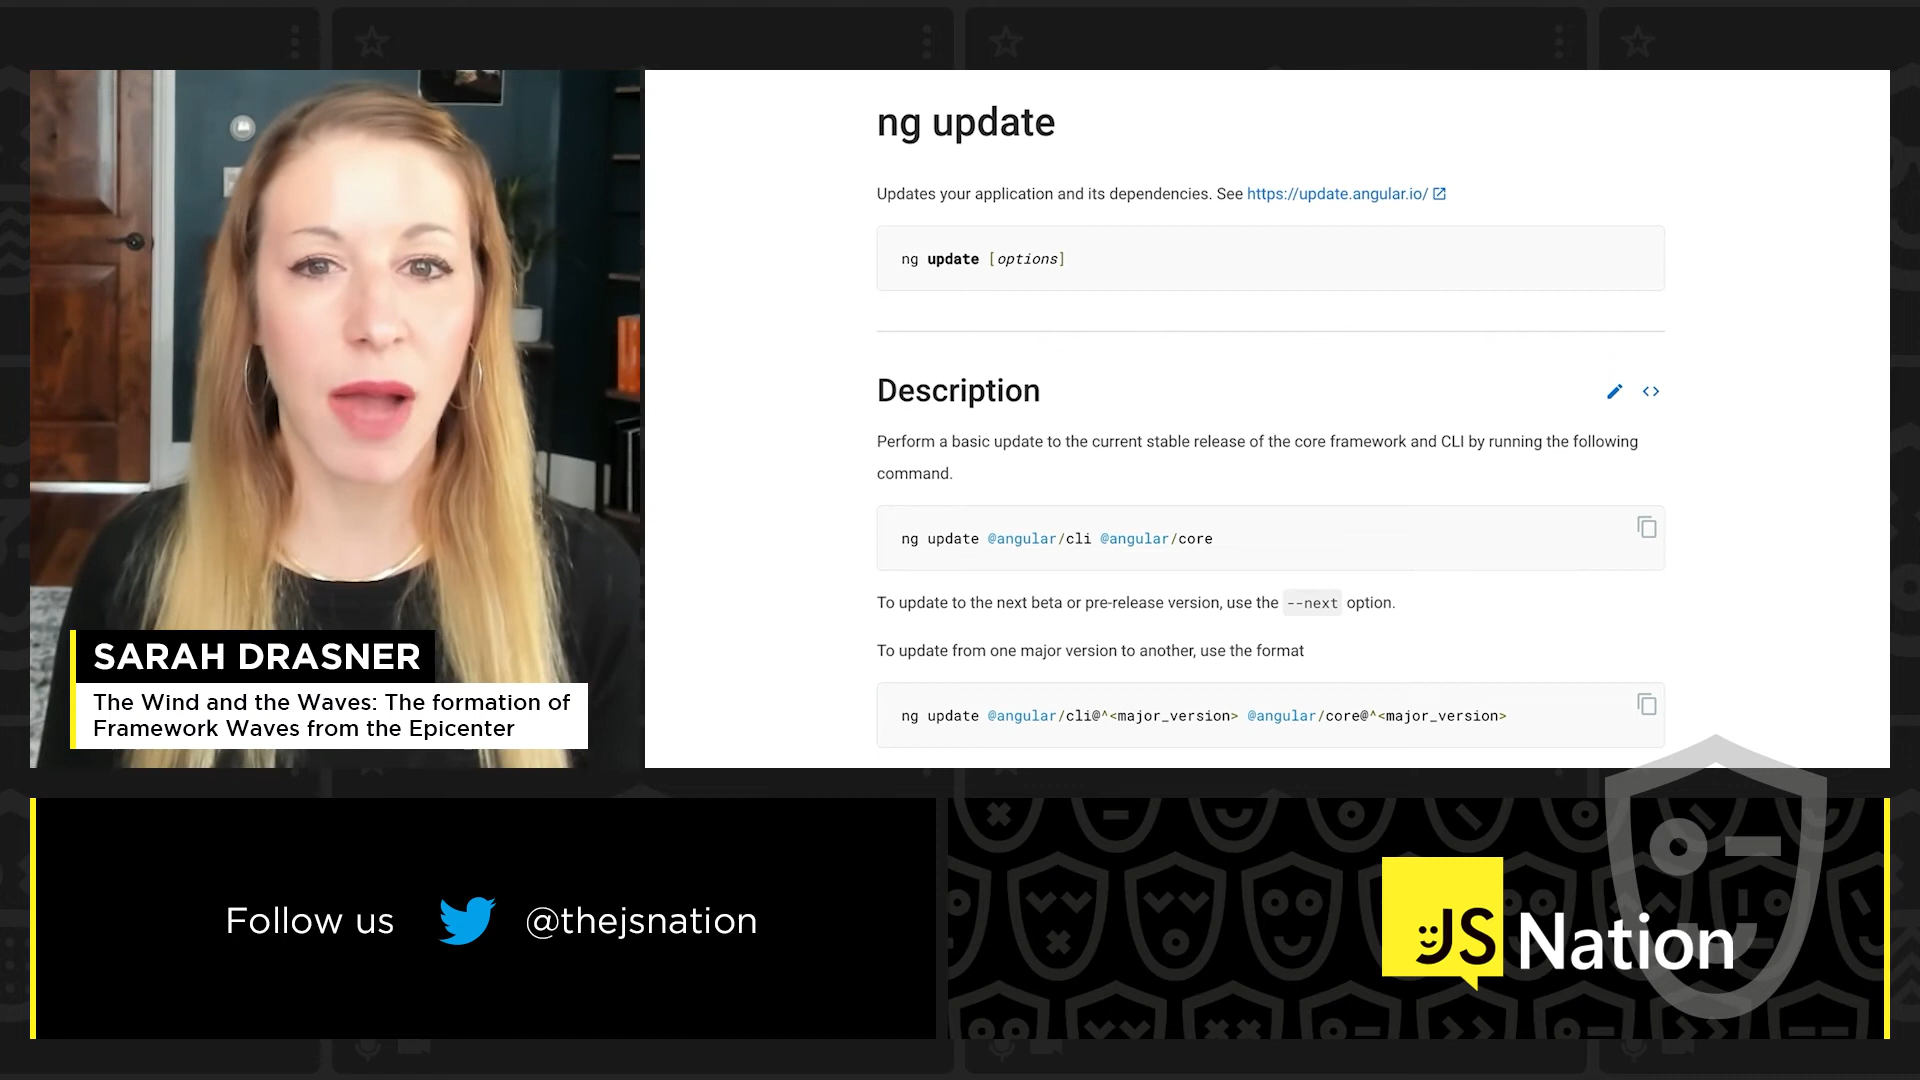 ng update
Updates your application and its dependencies. See https://update.angular.io/
ng update [options]
Description
Perform a basic update to the current stable release of the core framework and CLI by running the following
command.
ng update @angular/cli @angular/core
To update to the next beta or pre-release version, use the --next option.
To update from one major version to another, use the format
ng update @angular/cli@^<major_version> @angular/core@^<major_version>
SARAH DRASNER
The Wind and the Waves: The formation of
Framework Waves from the Epicenter
Follow us @thejsnation
JS Nation